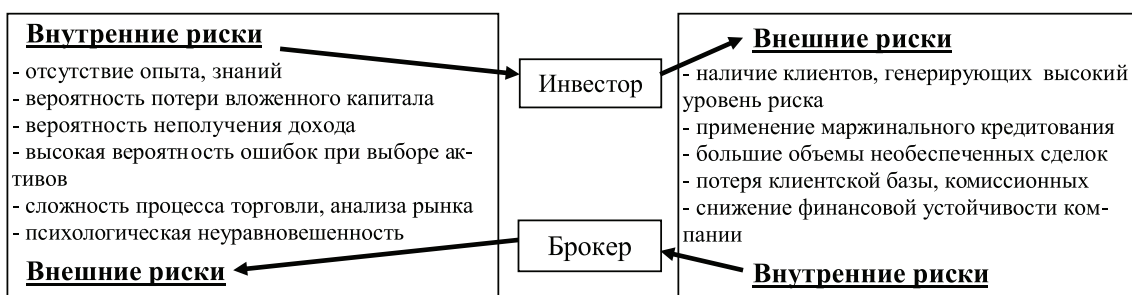 Внутренние риски
- отсутствие опыта, знаний
- вероятность потери вложенного капитала
- вероятность неполучения дохода
- высокая вероятность ошибок при выборе ак-
тивов
- сложность процесса торговли, анализа рынка
- психологическая неуравновешенность
Внешние риски
Инвестор
Брокер
Внешние риски
- наличие клиентов, генерирующих высокий
уровень риска
- применение маржинального кредитования
- большие объемы необеспеченных сделок
- потеря клиентской базы, комиссионных
- снижение финансовой устойчивости ком-
пании
Внутренние риски